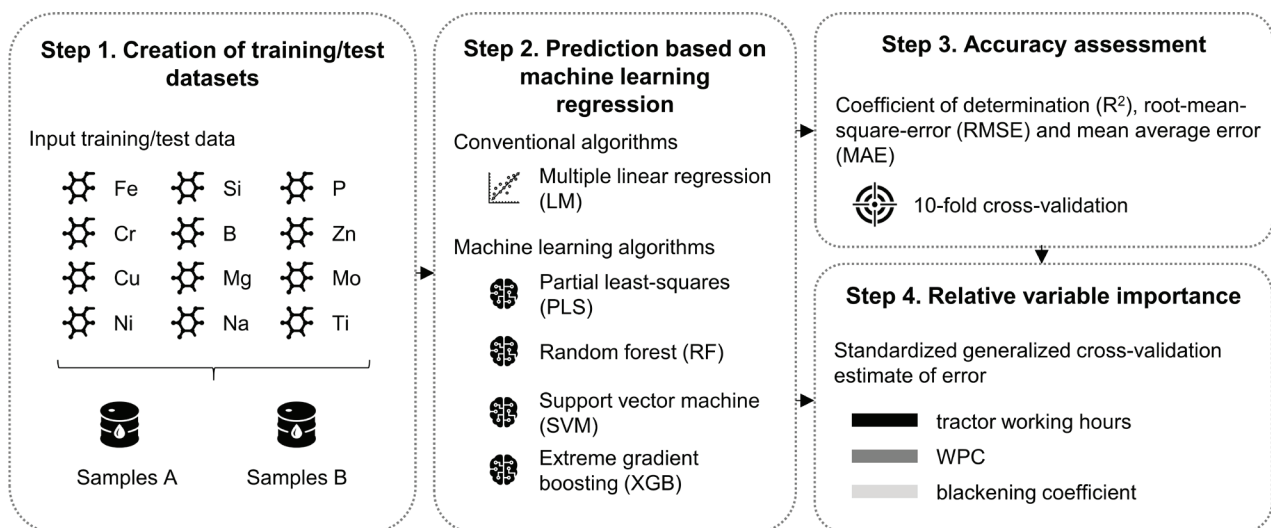 Step 1. Creation of training/test
datasets
Input training/test data
Fe Si P
Cr B Zn
Cu Mg Mo
Ni Na Ti
Samples A Samples B
Step 2. Prediction based on
machine learning
regression
Conventional algorithms
Multiple linear regression
(LM)
Machine learning algorithms
Partial least-squares
(PLS)
Random forest (RF)
Support vector machine
(SVM)
Extreme gradient
boosting (XGB)
Step 3. Accuracy assessment
Coefficient of determination (R²), root-mean-
square-error (RMSE) and mean average error
(MAE)
10-fold cross-validation
Step 4. Relative variable importance
Standardized generalized cross-validation
estimate of error
tractor working hours
WPC
blackening coefficient